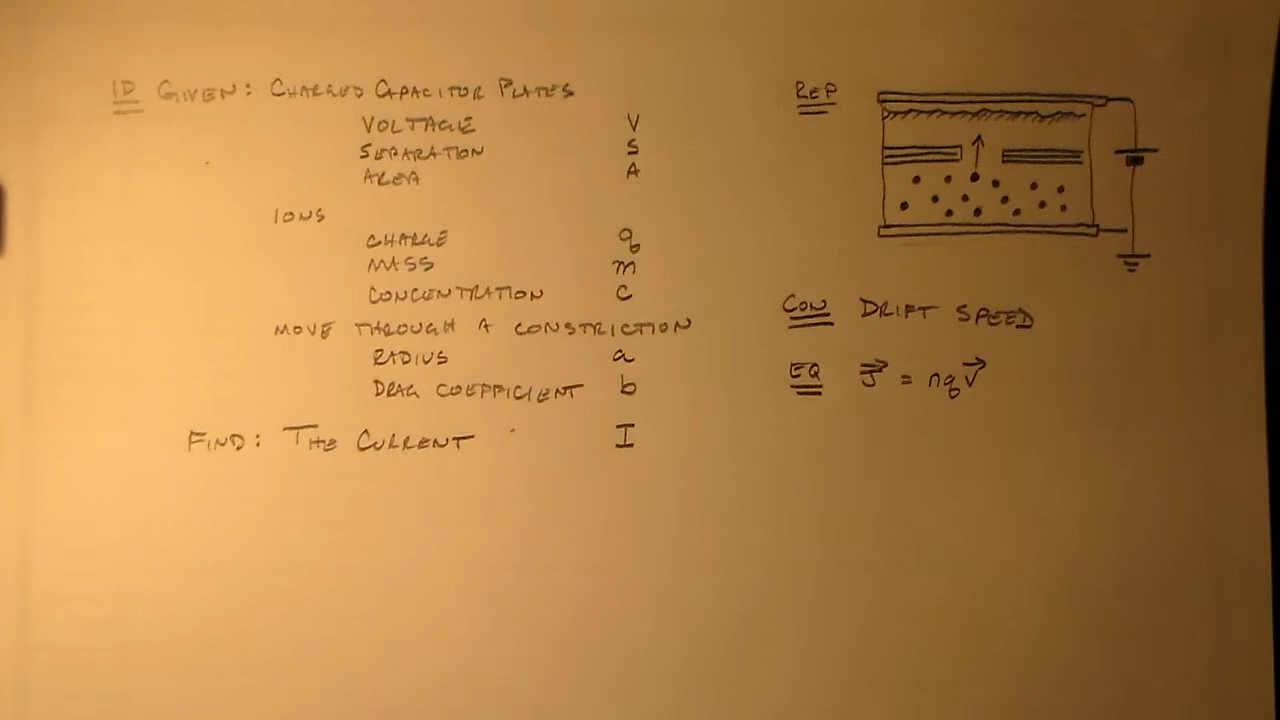 ID GIVEN: CHARGED CAPACITOR PLATES
VOLTAGE V
SEPARATION S
AREA A
IONS
CHARGE q
MASS m
CONCENTRATION C
MOVE THROUGH A CONSTRICTION
RADIUS a
DRAG COEFFICIENT b
FIND: THE CURRENT I
REP
CON DRIFT SPEED
EQ J⃗ = nqv⃗